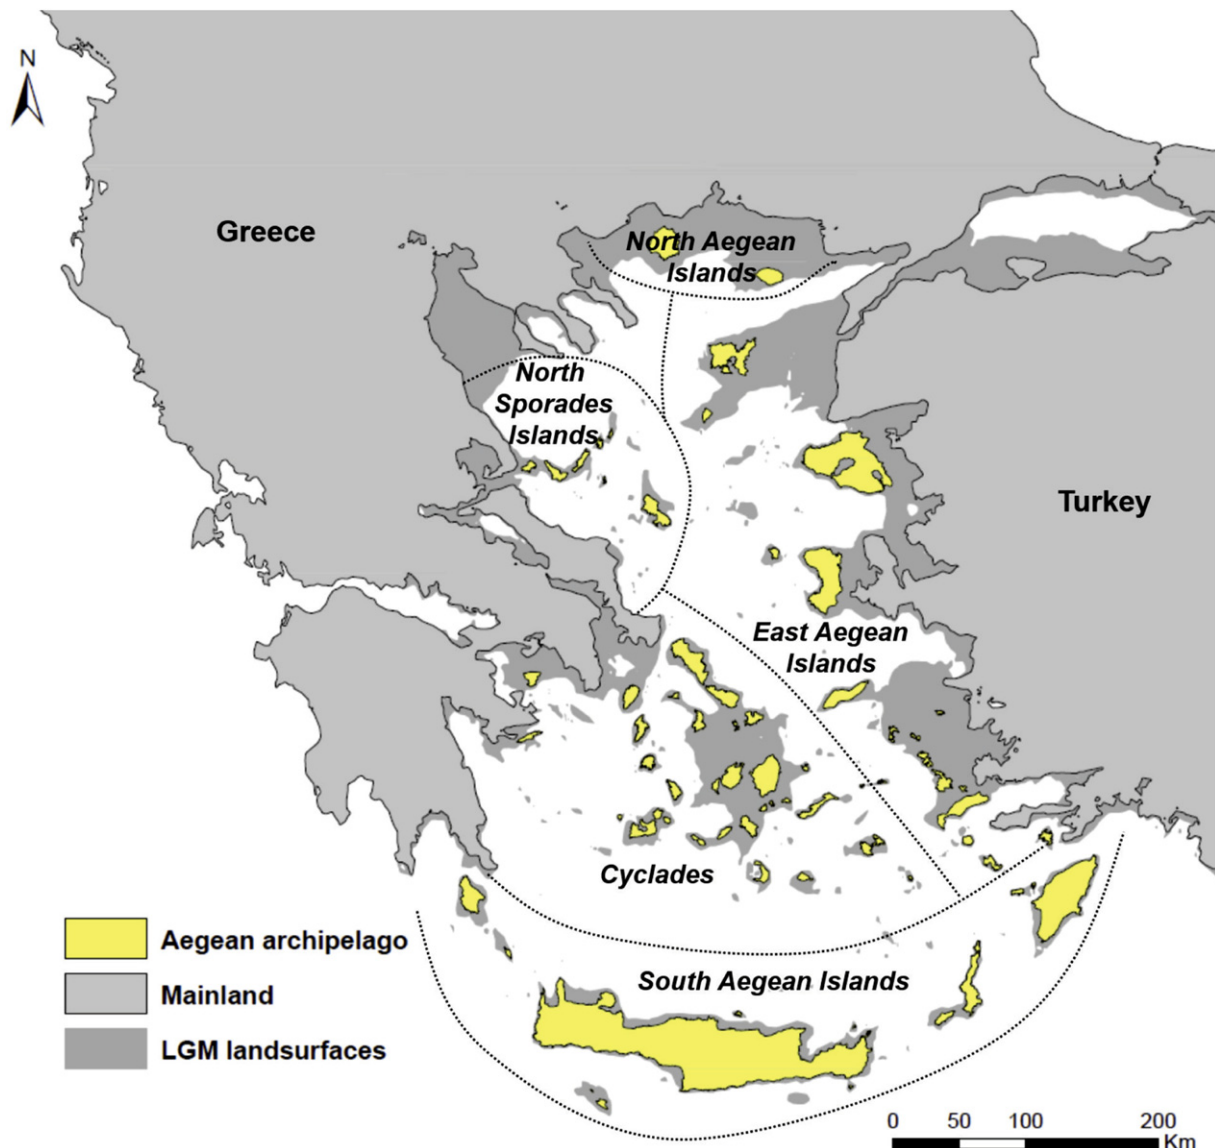 N
Greece
North Aegean
Islands
North
Sporades
Islands
Turkey
East Aegean
Islands
Cyclades
South Aegean Islands
Aegean archipelago
Mainland
LGM landsurfaces
0 50 100 200
Km